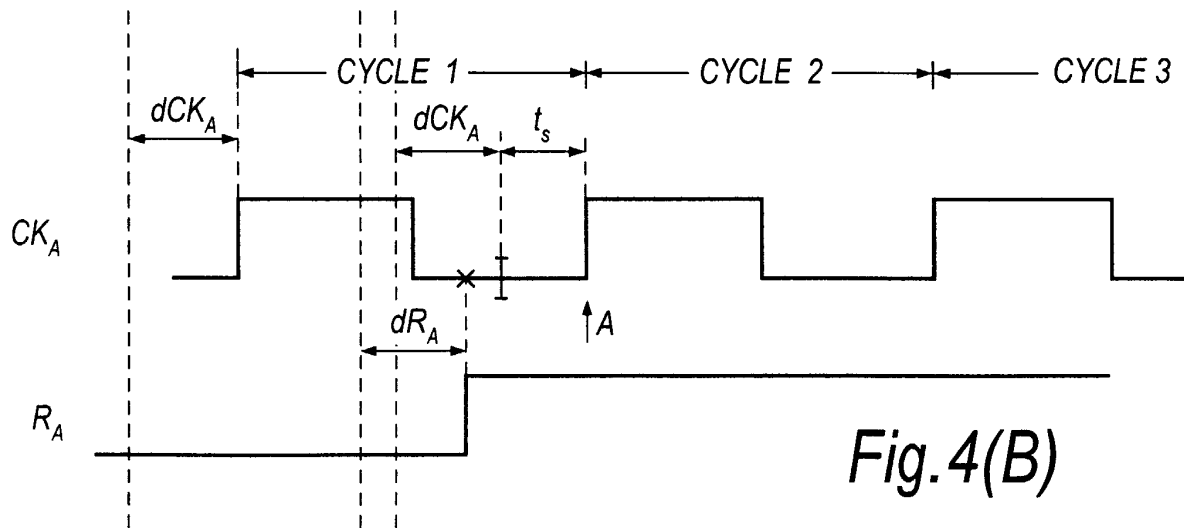 CYCLE 1 CYCLE 2 CYCLE 3
dCK_A dCK_A t_s
CK_A
dR_A A
R_A
Fig.4(B)